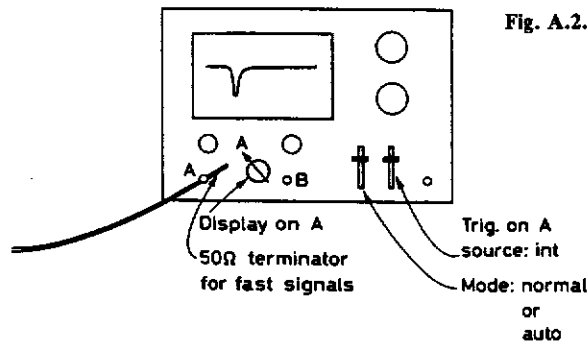 Fig. A.2.
A
A
B
Display on A
50Ω terminator
for fast signals
Trig. on A
source: int
Mode: normal
or
auto